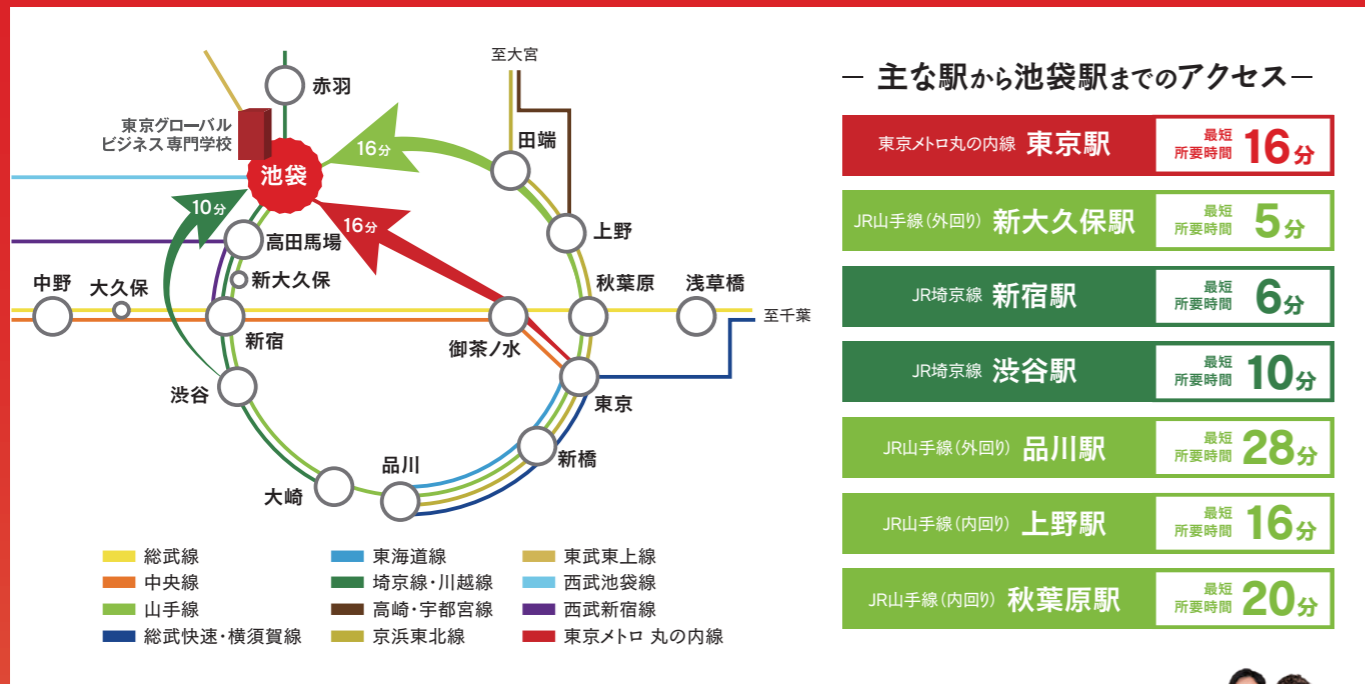 至大宮
赤羽
東京グローバル
ビジネス専門学校
16分
田端
池袋
10分
16分
上野
高田馬場
新大久保
中野
大久保
秋葉原
浅草橋
至千葉
新宿
御茶ノ水
渋谷
東京
新橋
品川
大崎
総武線
中央線
山手線
総武快速・横須賀線
東海道線
埼京線・川越線
高崎・宇都宮線
京浜東北線
東武東上線
西武池袋線
西武新宿線
東京メトロ 丸の内線
― 主な駅から池袋駅までのアクセス ―
東京メトロ丸の内線 東京駅 最短所要時間 16分
JR山手線(外回り) 新大久保駅 最短所要時間 5分
JR埼京線 新宿駅 最短所要時間 6分
JR埼京線 渋谷駅 最短所要時間 10分
JR山手線(外回り) 品川駅 最短所要時間 28分
JR山手線(内回り) 上野駅 最短所要時間 16分
JR山手線(内回り) 秋葉原駅 最短所要時間 20分